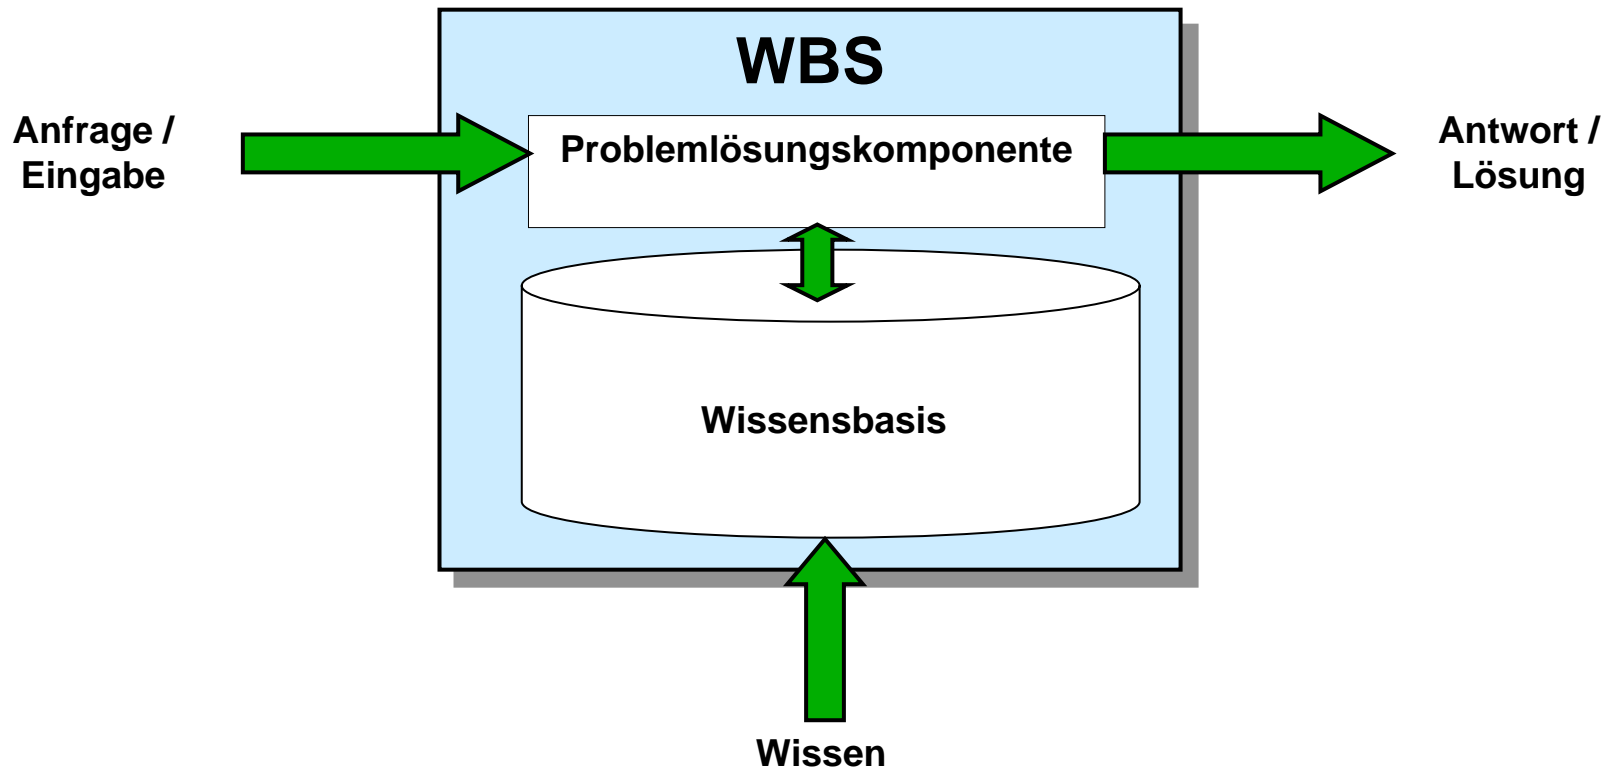 WBS
Anfrage /
Eingabe
Problemlösungskomponente
Antwort /
Lösung
Wissensbasis
Wissen